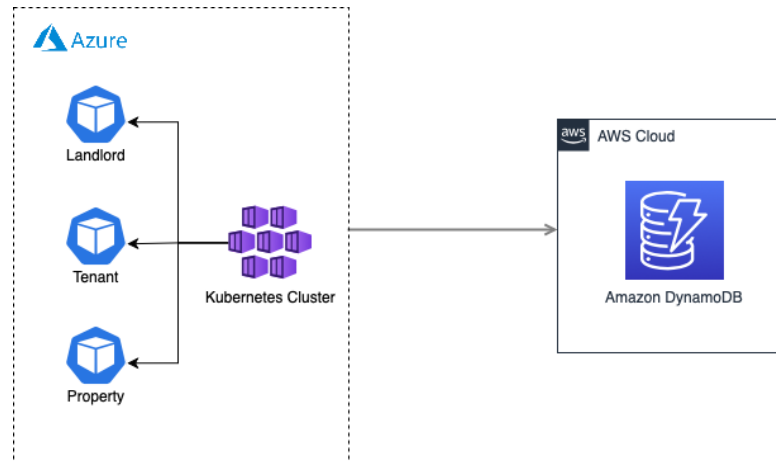 Azure
Landlord
Tenant
Property
Kubernetes Cluster
aws
AWS Cloud
Amazon DynamoDB